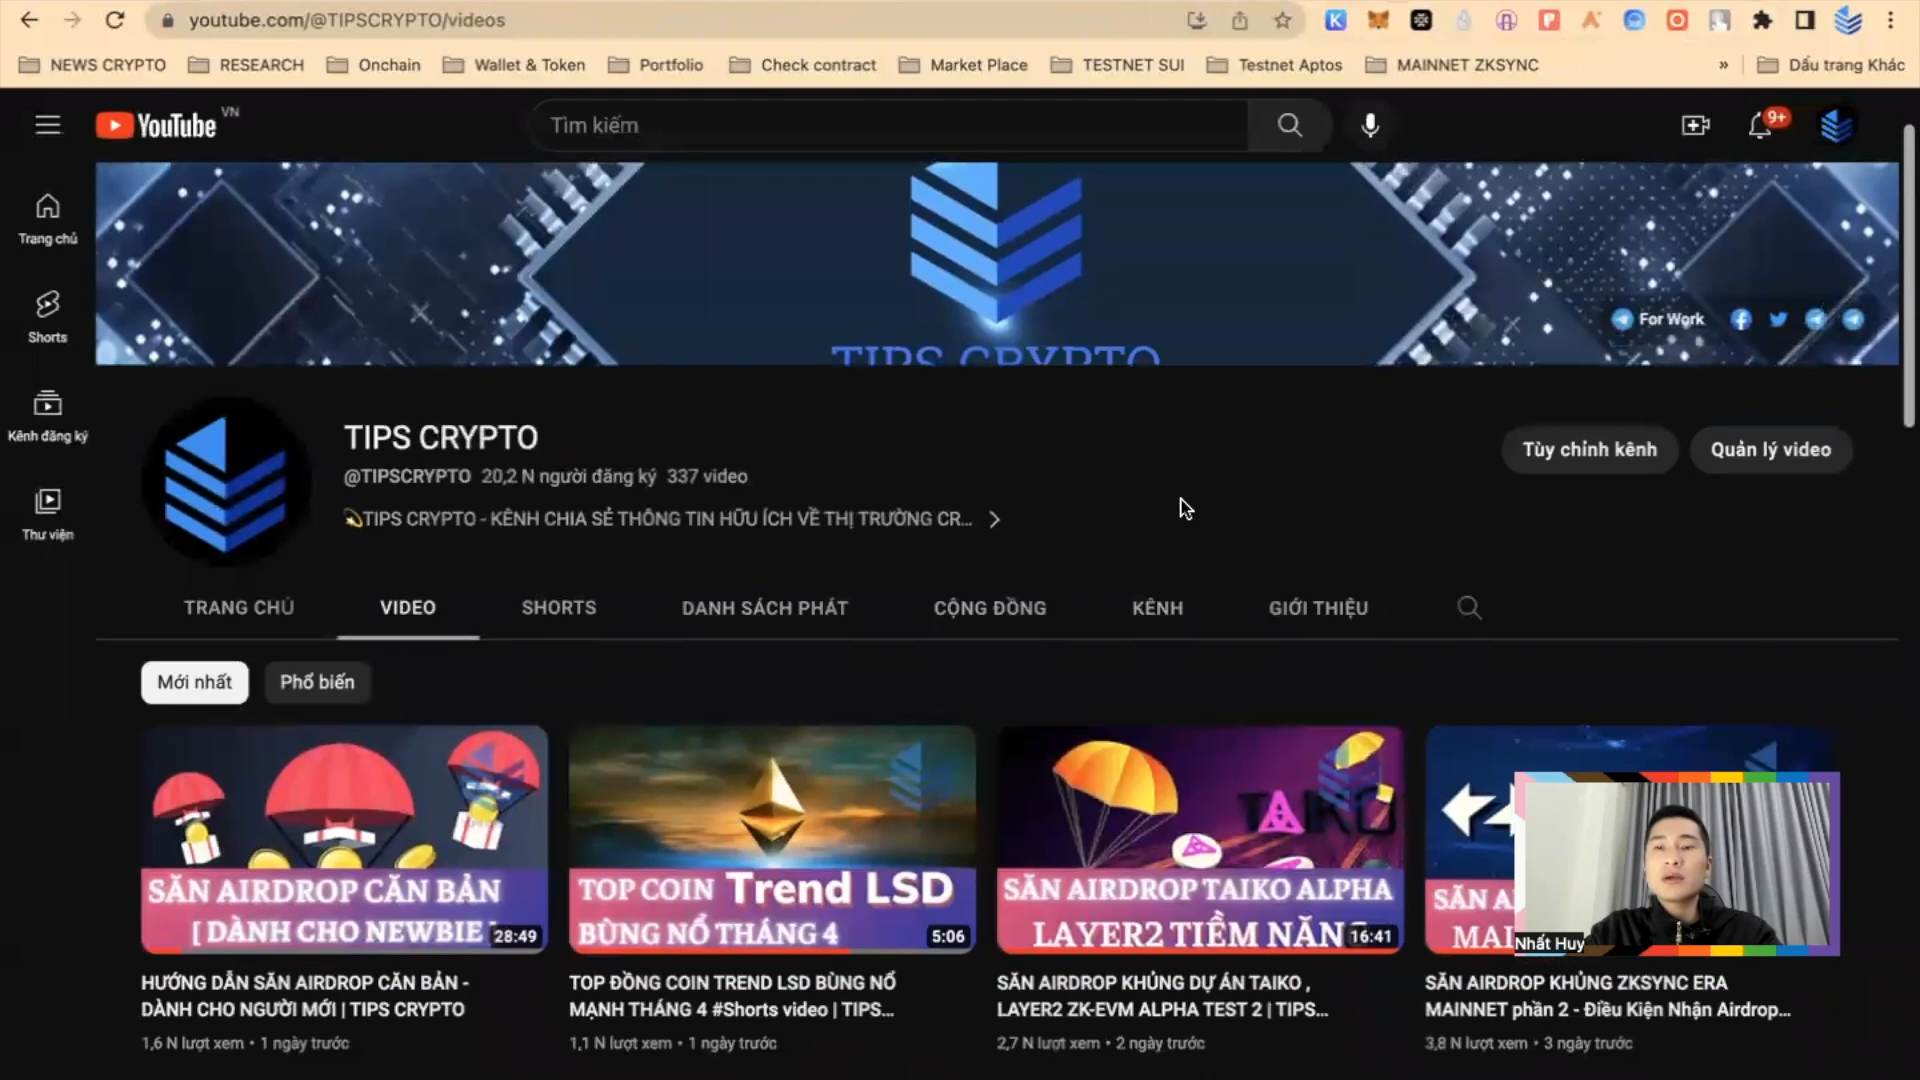 youtube.com/@TIPSCRYPTO/videos
NEWS CRYPTO RESEARCH Onchain Wallet & Token Portfolio Check contract Market Place TESTNET SUI Testnet Aptos MAINNET ZKSYNC » Dấu trang Khác
YouTube VN
Tìm kiếm
9+
Trang chủ
Shorts
Kênh đăng ký
Thư viện
For Work
TIPS CRYPTO
TIPS CRYPTO
@TIPSCRYPTO 20,2 N người đăng ký 337 video
TIPS CRYPTO - KÊNH CHIA SẺ THÔNG TIN HỮU ÍCH VỀ THỊ TRƯỜNG CR...
Tùy chỉnh kênh
Quản lý video
TRANG CHỦ VIDEO SHORTS DANH SÁCH PHÁT CỘNG ĐỒNG KÊNH GIỚI THIỆU
Mới nhất Phổ biến
SĂN AIRDROP CĂN BẢN
[ DÀNH CHO NEWBIE
28:49
HƯỚNG DẪN SĂN AIRDROP CĂN BẢN -
DÀNH CHO NGƯỜI MỚI | TIPS CRYPTO
1,6 N lượt xem • 1 ngày trước
TOP COIN Trend LSD
BÙNG NỔ THÁNG 4
5:06
TOP ĐỒNG COIN TREND LSD BÙNG NỔ
MẠNH THÁNG 4 #Shorts video | TIPS...
1,1 N lượt xem • 1 ngày trước
TAIKO
SĂN AIRDROP TAIKO ALPHA
LAYER2 TIỀM NĂN
16:41
SĂN AIRDROP KHỦNG DỰ ÁN TAIKO ,
LAYER2 ZK-EVM ALPHA TEST 2 | TIPS...
2,7 N lượt xem • 2 ngày trước
SĂN A
MAI
Nhất Huy
SĂN AIRDROP KHỦNG ZKSYNC ERA
MAINNET phần 2 - Điều Kiện Nhận Airdrop...
3,8 N lượt xem • 3 ngày trước